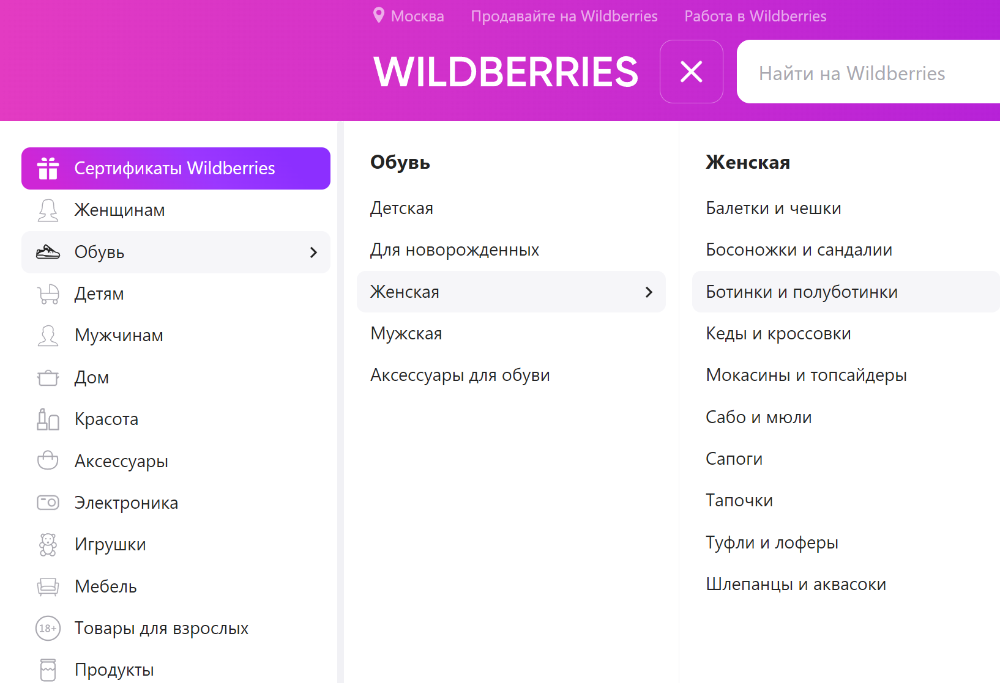 Москва
Продавайте на Wildberries
Работа в Wildberries
WILDBERRIES
Найти на Wildberries
Сертификаты Wildberries
Женщинам
Обувь
Детям
Мужчинам
Дом
Красота
Аксессуары
Электроника
Игрушки
Мебель
18+
Товары для взрослых
Продукты
Обувь
Детская
Для новорожденных
Женская
Мужская
Аксессуары для обуви
Женская
Балетки и чешки
Босоножки и сандалии
Ботинки и полуботинки
Кеды и кроссовки
Мокасины и топсайдеры
Сабо и мюли
Сапоги
Тапочки
Туфли и лоферы
Шлепанцы и аквасоки